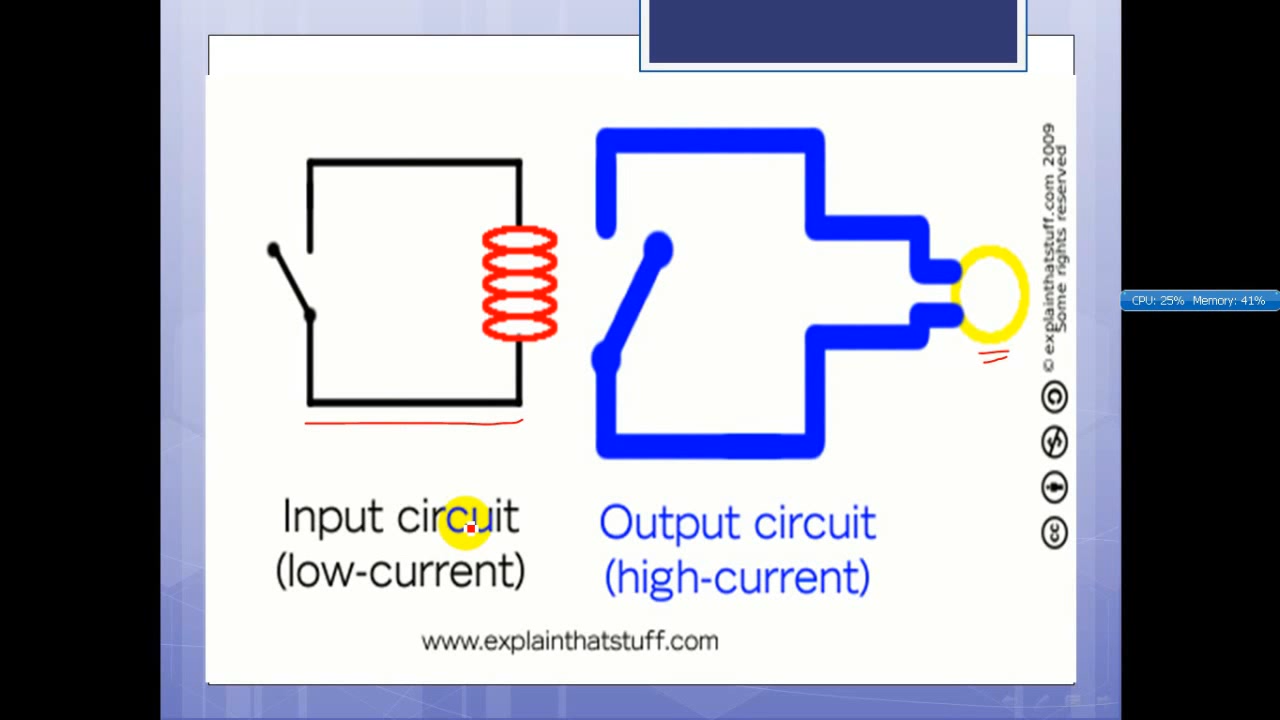 Input circuit
(low-current)
Output circuit
(high-current)
www.explainthatstuff.com
© explainthatstuff.com 2009
Some rights reserved
cc
CPU: 25% Memory: 41%